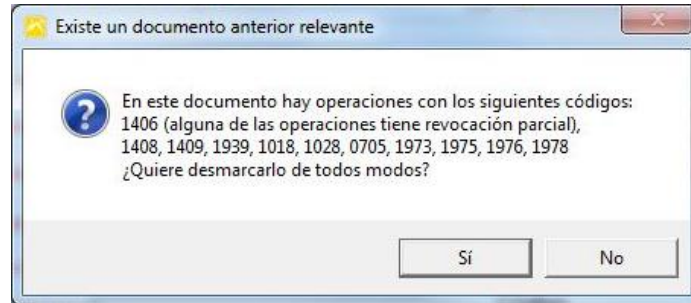 Existe un documento anterior relevante
En este documento hay operaciones con los siguientes códigos:
1406 (alguna de las operaciones tiene revocación parcial),
1408, 1409, 1939, 1018, 1028, 0705, 1973, 1975, 1976, 1978
¿Quiere desmarcarlo de todos modos?
Sí
No